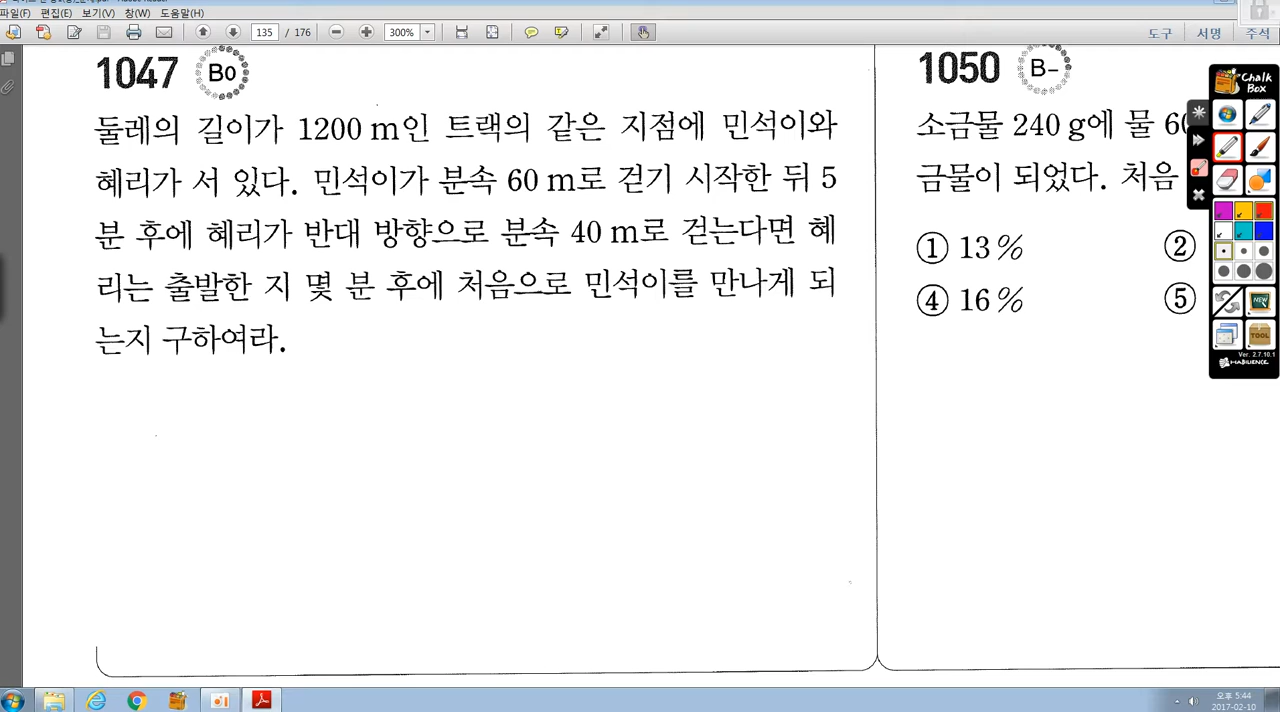 파일(F) 편집(E) 보기(V) 창(W) 도움말(H)
135 / 176 300% 도구 서명 주석
1047 B0
둘레의 길이가 1200 m인 트랙의 같은 지점에 민석이와
혜리가 서 있다. 민석이가 분속 60 m로 걷기 시작한 뒤 5
분 후에 혜리가 반대 방향으로 분속 40 m로 걷는다면 혜
리는 출발한 지 몇 분 후에 처음으로 민석이를 만나게 되
는지 구하여라.
1050 B-
소금물 240 g에 물
금물이 되었다. 처음
① 13 % ②
④ 16 % ⑤
Chalk
Box
NEW
TOOL
Ver. 2.7.10.1
오후 5:44
2017-02-10